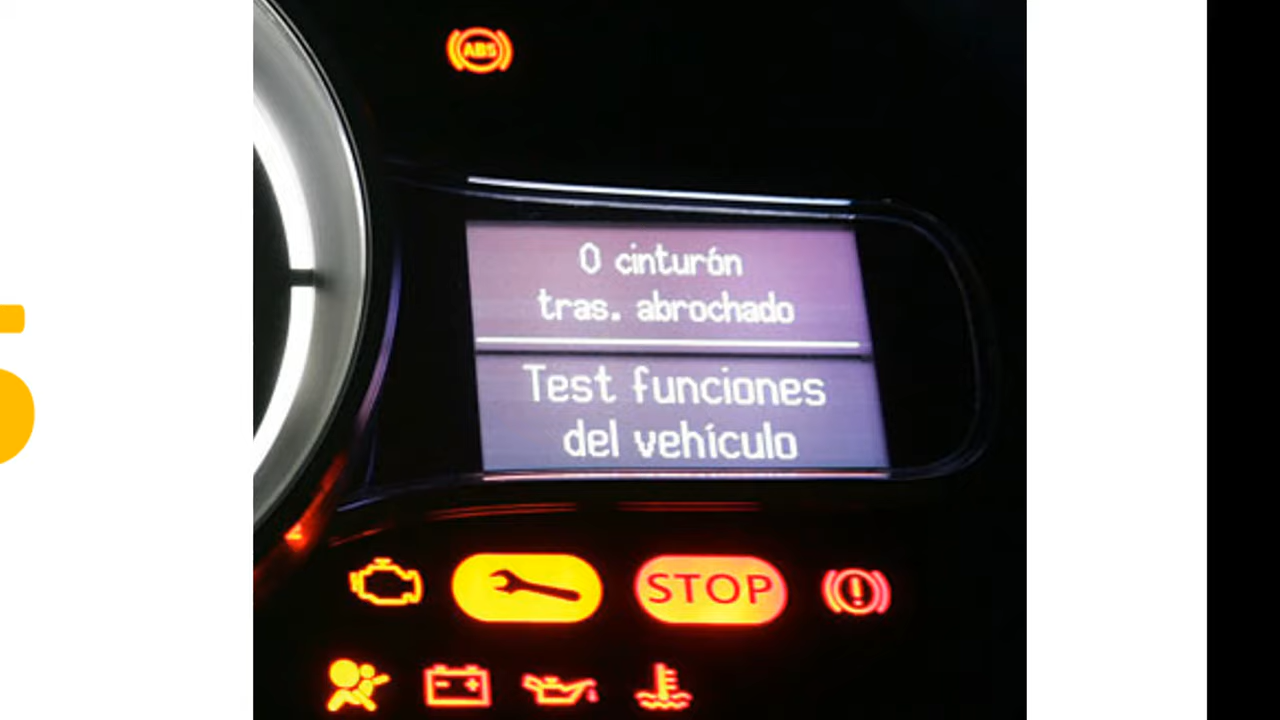 ABS
0 cinturón
tras. abrochado
Test funciones
del vehículo
STOP